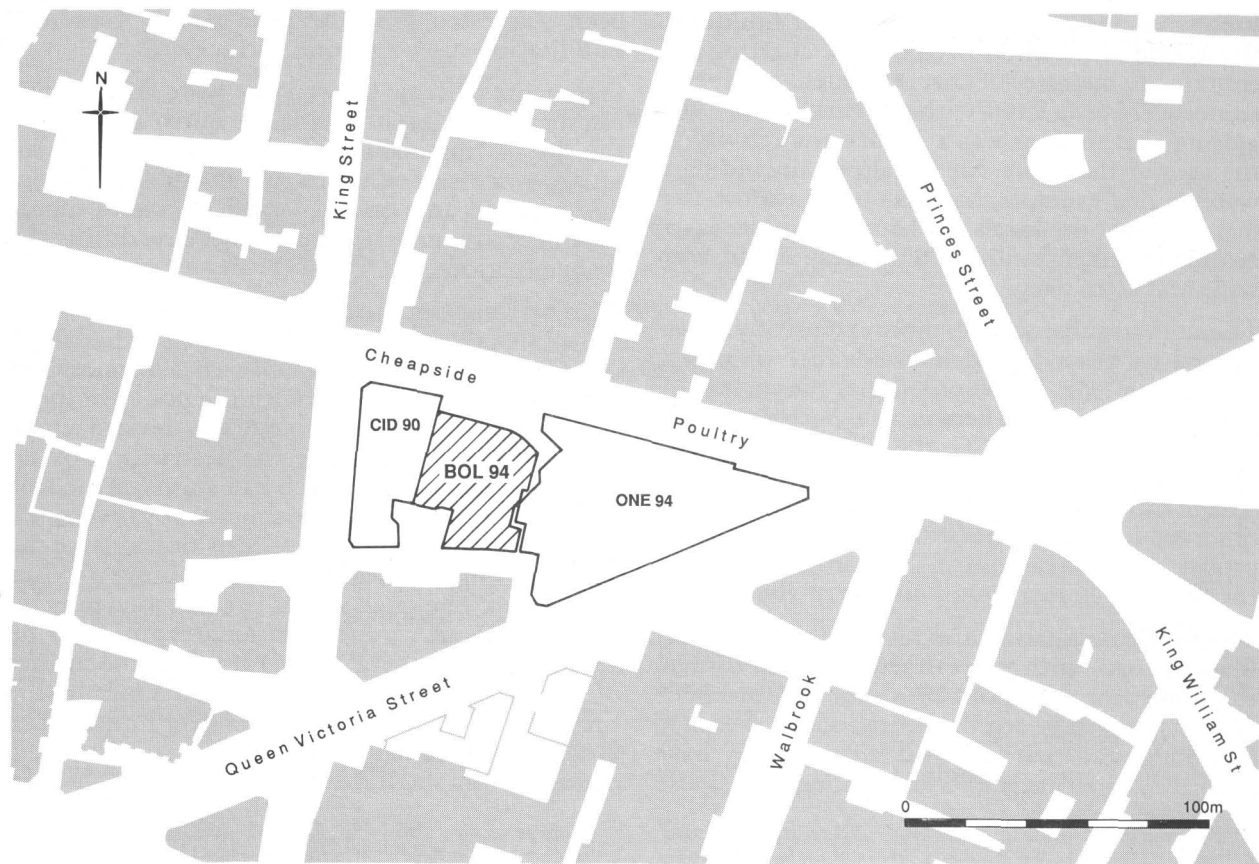 N
King Street
Princes Street
Cheapside
Poultry
CID 90
BOL 94
ONE 94
King William St
Queen Victoria Street
Walbrook
0 100m